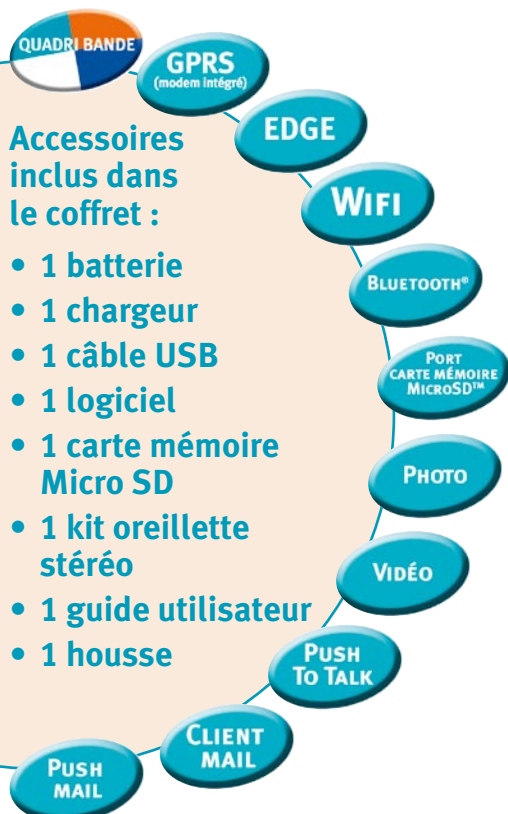 QUADRI BANDE
GPRS
(modem intégré)
EDGE
WIFI
BLUETOOTH®
PORT
CARTE MÉMOIRE
MICROSD™
PHOTO
VIDÉO
PUSH
TO TALK
CLIENT
MAIL
PUSH
MAIL
Accessoires
inclus dans
le coffret :
• 1 batterie
• 1 chargeur
• 1 câble USB
• 1 logiciel
• 1 carte mémoire
Micro SD
• 1 kit oreillette
stéréo
• 1 guide utilisateur
• 1 housse